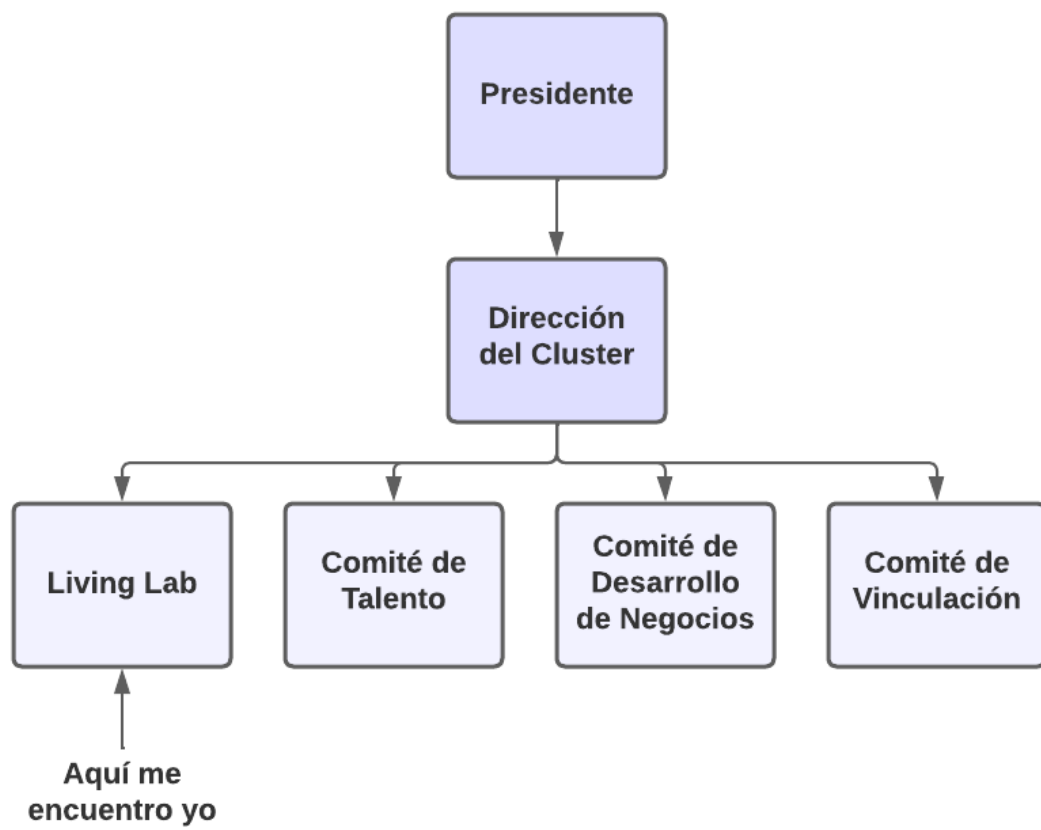 Presidente
Dirección
del Cluster
Living Lab
Comité de
Talento
Comité de
Desarrollo
de Negocios
Comité de
Vinculación
Aquí me
encuentro yo